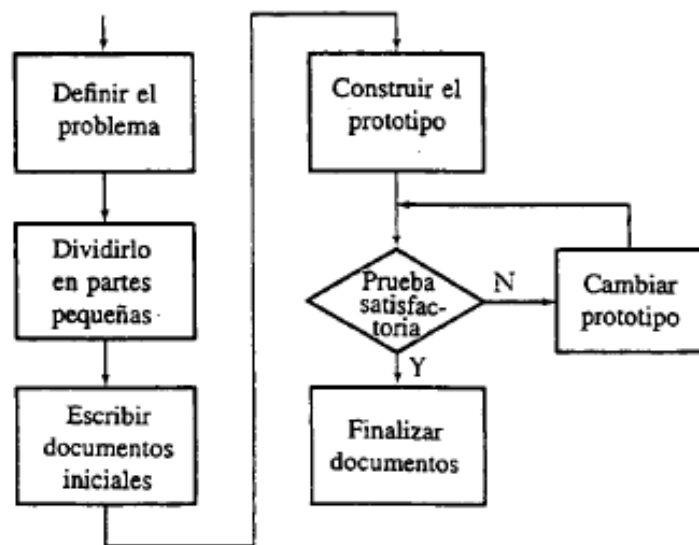 Definir el
problema
Dividirlo
en partes
pequeñas
Escribir
documentos
iniciales
Construir el
prototipo
Prueba
satisfac-
toria
N
Cambiar
prototipo
Y
Finalizar
documentos